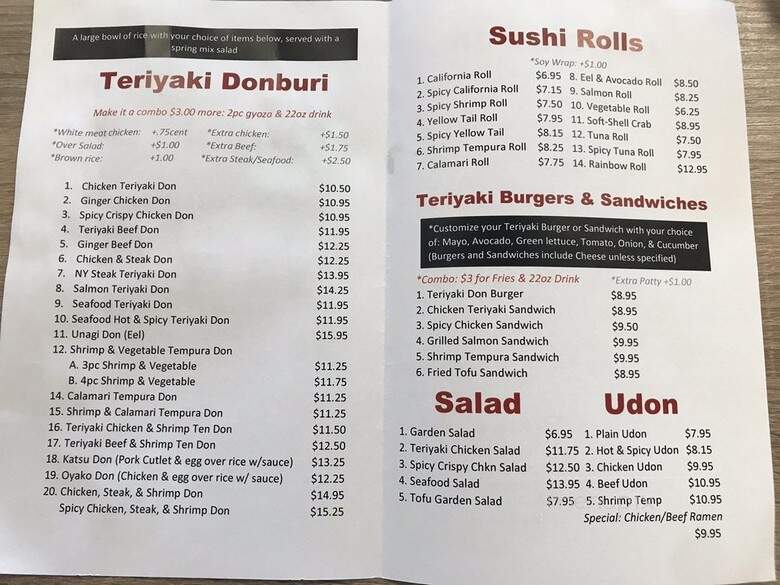 A large bowl of rice with your choice of items below, served with a
spring mix salad
Teriyaki Donburi
Make it a combo $3.00 more: 2pc gyoza & 22oz drink
*White meat chicken: +.75cent *Extra chicken: +$1.50
*Over Salad: +$1.00 *Extra Beef: +$1.75
*Brown rice: +1.00 *Extra Steak/Seafood: +$2.50
1. Chicken Teriyaki Don $10.50
2. Ginger Chicken Don $10.95
3. Spicy Crispy Chicken Don $10.95
4. Teriyaki Beef Don $11.95
5. Ginger Beef Don $12.25
6. Chicken & Steak Don $12.25
7. NY Steak Teriyaki Don $13.95
8. Salmon Teriyaki Don $14.25
9. Seafood Teriyaki Don $11.95
10. Seafood Hot & Spicy Teriyaki Don $11.95
11. Unagi Don (Eel) $15.95
12. Shrimp & Vegetable Tempura Don
A. 3pc Shrimp & Vegetable $11.25
B. 4pc Shrimp & Vegetable $11.75
14. Calamari Tempura Don $11.25
15. Shrimp & Calamari Tempura Don $11.25
16. Teriyaki Chicken & Shrimp Ten Don $11.50
17. Teriyaki Beef & Shrimp Ten Don $12.50
18. Katsu Don (Pork Cutlet & egg over rice w/sauce) $13.25
19. Oyako Don (Chicken & egg over rice w/ sauce) $12.25
20. Chicken, Steak, & Shrimp Don $14.95
Spicy Chicken, Steak, & Shrimp Don $15.25
Sushi Rolls
*Soy Wrap: +$1.00
1. California Roll $6.95 8. Eel & Avocado Roll $8.50
2. Spicy California Roll $7.15 9. Salmon Roll $8.25
3. Spicy Shrimp Roll $7.50 10. Vegetable Roll $6.25
4. Yellow Tail Roll $7.95 11. Soft-Shell Crab $8.95
5. Spicy Yellow Tail $8.15 12. Tuna Roll $7.50
6. Shrimp Tempura Roll $8.25 13. Spicy Tuna Roll $7.95
7. Calamari Roll $7.75 14. Rainbow Roll $12.95
Teriyaki Burgers & Sandwiches
*Customize your Teriyaki Burger or Sandwich with your choice
of: Mayo, Avocado, Green lettuce, Tomato, Onion, & Cucumber
(Burgers and Sandwiches include Cheese unless specified)
*Combo: $3 for Fries & 22oz Drink *Extra Patty +$1.00
1. Teriyaki Don Burger $8.95
2. Chicken Teriyaki Sandwich $8.95
3. Spicy Chicken Sandwich $9.50
4. Grilled Salmon Sandwich $9.95
5. Shrimp Tempura Sandwich $9.95
6. Fried Tofu Sandwich $8.95
Salad
1. Garden Salad $6.95
2. Teriyaki Chicken Salad $11.75
3. Spicy Crispy Chkn Salad $12.50
4. Seafood Salad $13.95
5. Tofu Garden Salad $7.95
Udon
1. Plain Udon $7.95
2. Hot & Spicy Udon $8.15
3. Chicken Udon $9.95
4. Beef Udon $10.95
5. Shrimp Temp $10.95
Special: Chicken/Beef Ramen
$9.95